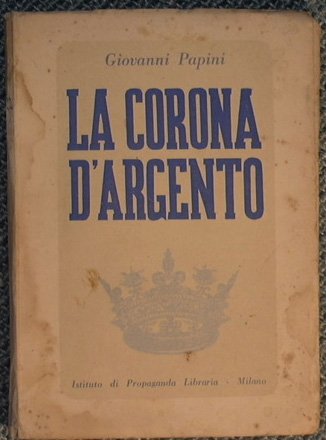 Giovanni Papini
LA CORONA
D'ARGENTO
Istituto di Propaganda Libraria - Milano